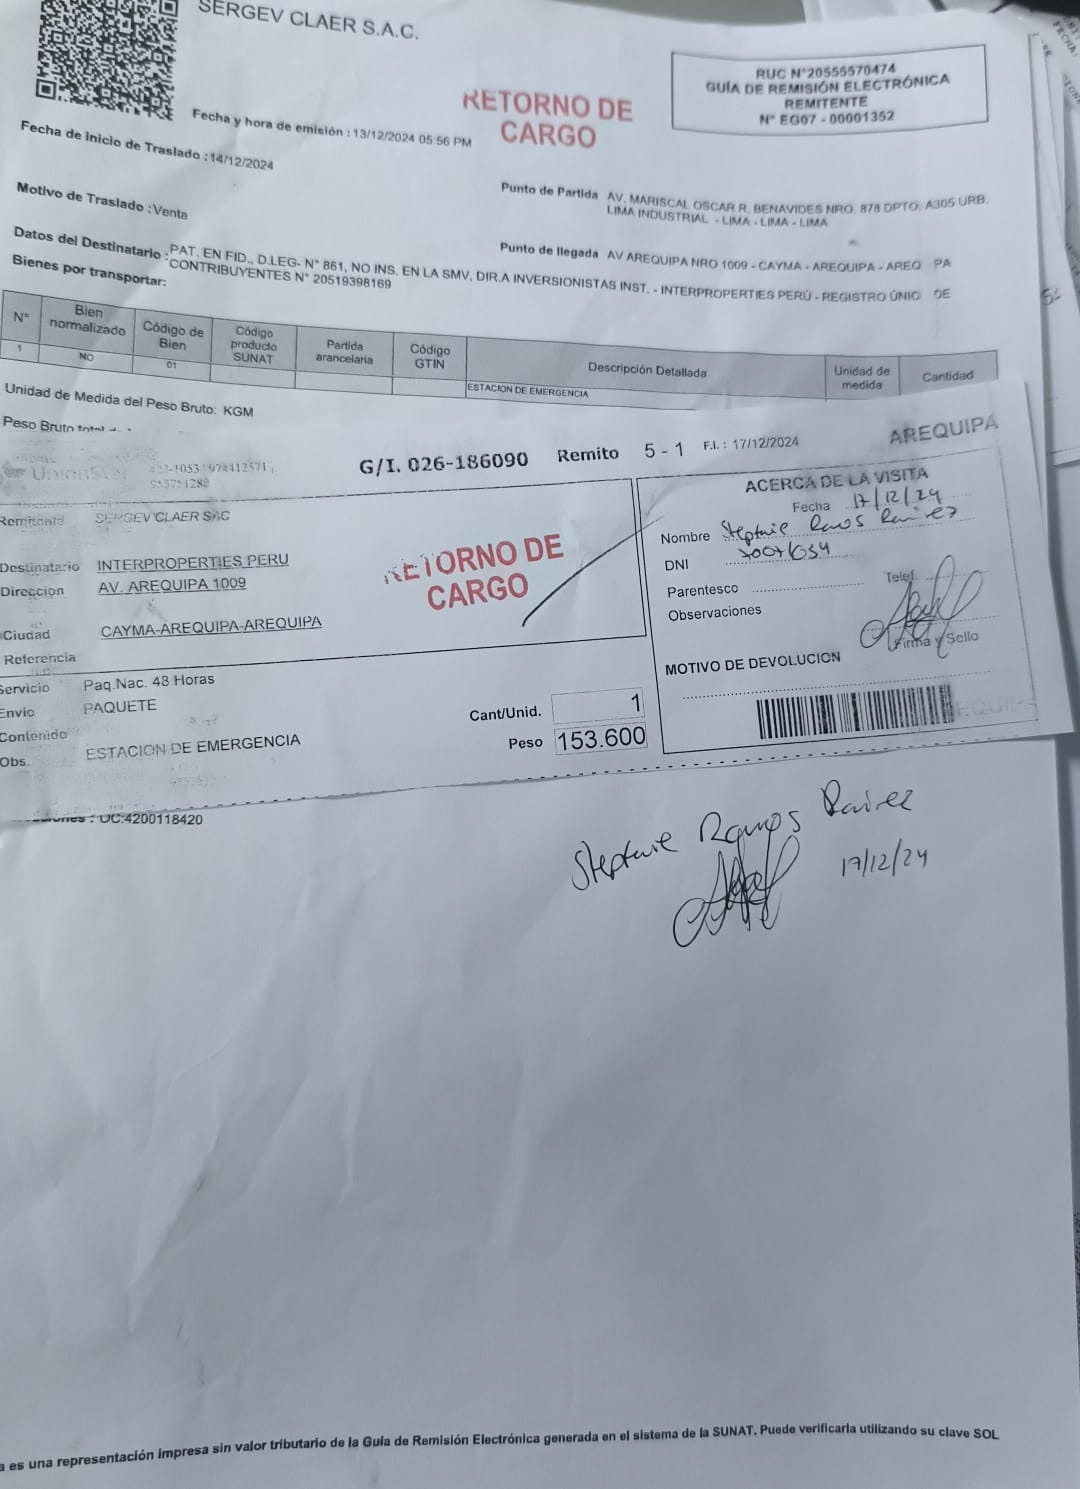 SERGEV CLAER S.A.C.
RUC N°20555570474
GUÍA DE REMISIÓN ELECTRÓNICA
REMITENTE
N° EG07 - 00001352
RETORNO DE
CARGO
Fecha y hora de emisión : 13/12/2024 05:56 PM
Fecha de Inicio de Traslado : 14/12/2024
Motivo de Traslado : Venta
Punto de Partida AV. MARISCAL OSCAR R. BENAVIDES NRO. 878 DPTO. A305 URB.
LIMA INDUSTRIAL - LIMA - LIMA - LIMA
Punto de llegada AV AREQUIPA NRO 1009 - CAYMA - AREQUIPA - AREQ PA
Datos del Destinatario : PAT. EN FID., D.LEG- N° 861, NO INS. EN LA SMV, DIR.A INVERSIONISTAS INST. - INTERPROPERTIES PERÚ - REGISTRO ÚNIC DE
CONTRIBUYENTES N° 20519398169
Bienes por transportar:
N° Bien normalizado Código de Bien Código producto SUNAT Partida arancelaria Código GTIN Descripción Detallada Unidad de medida Cantidad
1 NO 01 ESTACION DE EMERGENCIA
Unidad de Medida del Peso Bruto: KGM
Peso Bruto total
AREQUIPA
G/I. 026-186090 Remito 5 - 1 F.I. : 17/12/2024
Remitente SERGEV CLAER SAC
Destinatario INTERPROPERTIES PERU
Direccion AV. AREQUIPA 1009
Ciudad CAYMA-AREQUIPA-AREQUIPA
Referencia
RETORNO DE
CARGO
Servicio Paq.Nac. 48 Horas
Envio PAQUETE
Contenido
Obs. ESTACION DE EMERGENCIA
Cant/Unid. 1
Peso 153.600
ACERCA DE LA VISITA
Fecha 17/12/24
Nombre Steptanie Ramos Ramirez
DNI
Parentesco
Telef.
Observaciones
Firma y Sello
MOTIVO DE DEVOLUCION
: OC:4200118420
Ramos
17/12/24
a es una representación impresa sin valor tributario de la Guía de Remisión Electrónica generada en el sistema de la SUNAT. Puede verificarla utilizando su clave SOL